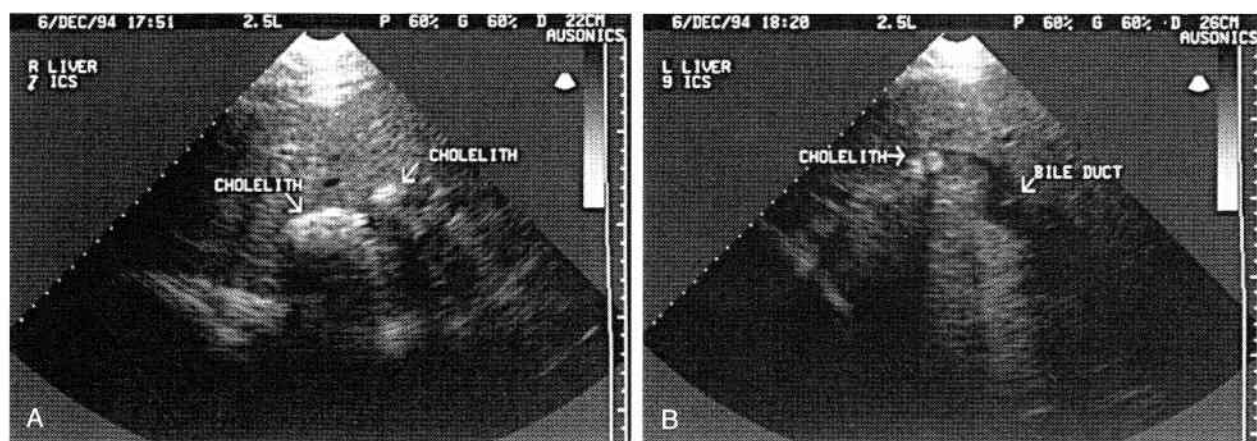 6/DEC/94 17:51 2.5L P 60% G 60% D 22CM
AUSONICS
R LIVER
7 ICS
CHOLELITH
CHOLELITH
A
6/DEC/94 18:20 2.5L P 60% G 60% ·D 26CM
AUSONICS
L LIVER
9 ICS
CHOLELITH
BILE DUCT
B